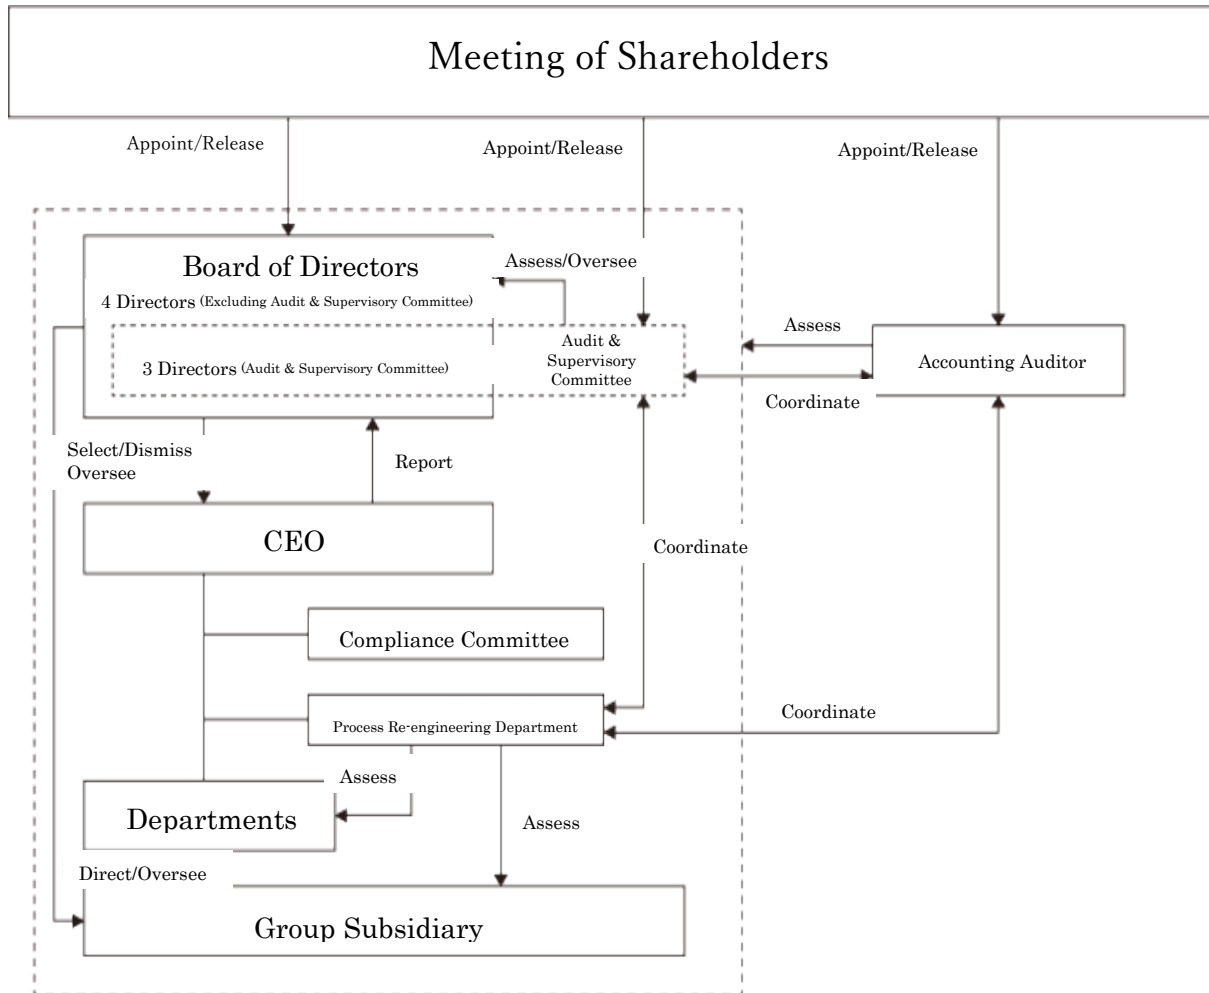 Meeting of Shareholders
Appoint/Release
Appoint/Release
Appoint/Release
Board of Directors
4 Directors (Excluding Audit & Supervisory Committee)
3 Directors (Audit & Supervisory Committee)
Assess/Oversee
Audit &
Supervisory
Committee
Assess
Accounting Auditor
Coordinate
Select/Dismiss
Oversee
Report
CEO
Coordinate
Compliance Committee
Process Re-engineering Department
Coordinate
Assess
Departments
Assess
Direct/Oversee
Group Subsidiary